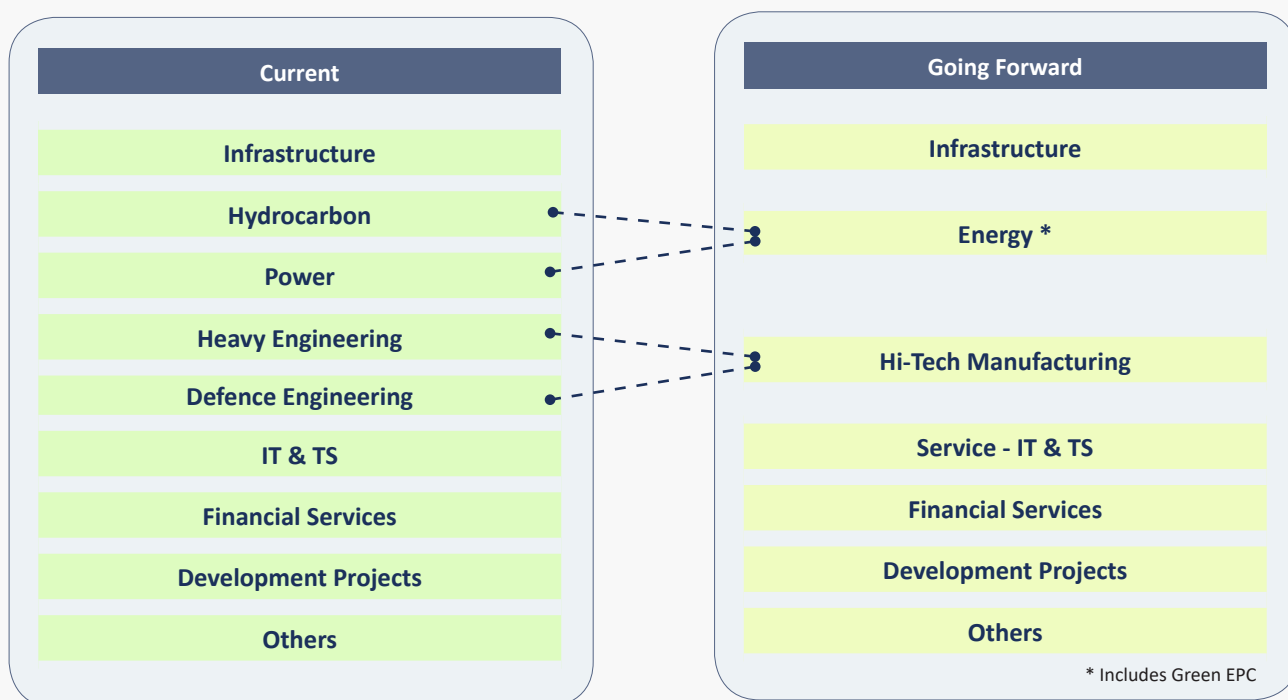 Current
Infrastructure
Hydrocarbon
Power
Heavy Engineering
Defence Engineering
IT & TS
Financial Services
Development Projects
Others
Going Forward
Infrastructure
Energy *
Hi-Tech Manufacturing
Service - IT & TS
Financial Services
Development Projects
Others
* Includes Green EPC